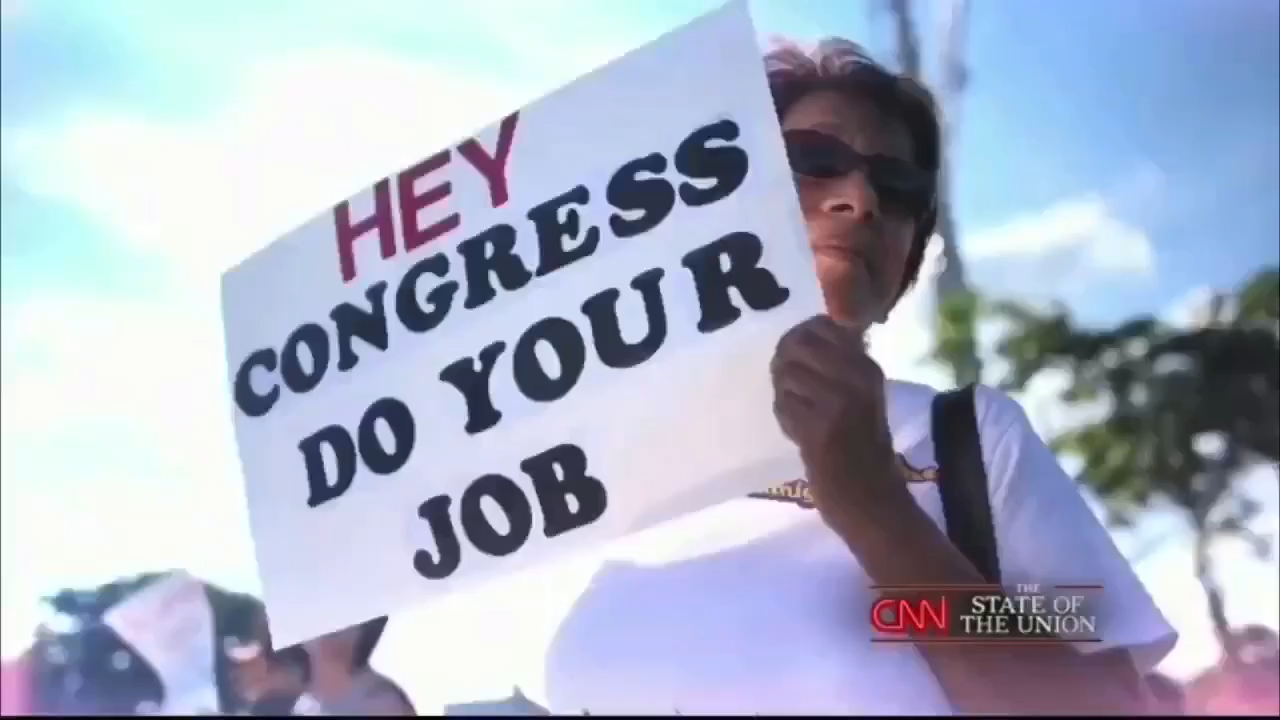 HEY
CONGRESS
DO YOUR
JOB
CNN
THE
STATE OF
THE UNION